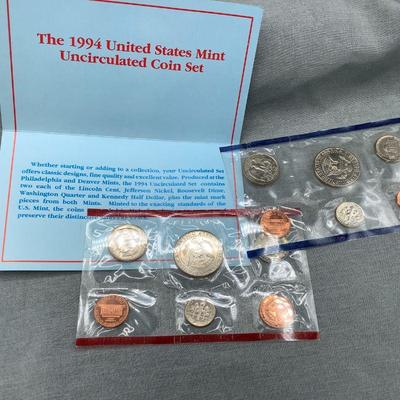 The 1994 United States Mint
Uncirculated Coin Set
Whether starting or adding to a collection, your Uncirculated Set
offers classic designs, fine quality and excellent value. Produced at the
Philadelphia and Denver Mints, the 1994 Uncirculated Set contains
two each of the Lincoln Cent, Jefferson Nickel, Roosevelt Dime,
Washington Quarter and Kennedy Half Dollar, plus the mint mark
pieces from both Mints. Minted to the exacting standards of the
U.S. Mint, the coins
preserve their distinctive